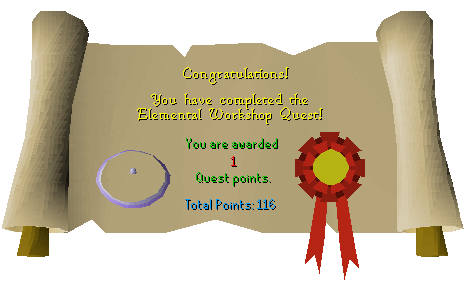 Congratulations!
You have completed the
Elemental Workshop Quest!
You are awarded
1
Quest points.
Total Points: 116